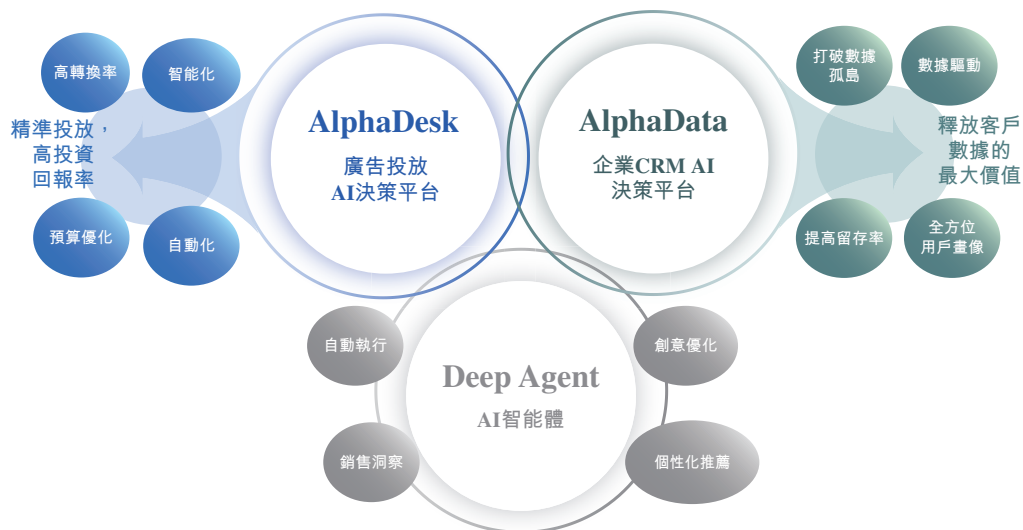 高轉換率
智能化
精準投放，
高投資
回報率
預算優化
自動化
AlphaDesk
廣告投放
AI決策平台
AlphaData
企業CRM AI
決策平台
打破數據
孤島
數據驅動
釋放客戶
數據的
最大價值
提高留存率
全方位
用戶畫像
自動執行
創意優化
Deep Agent
AI智能體
銷售洞察
個性化推薦